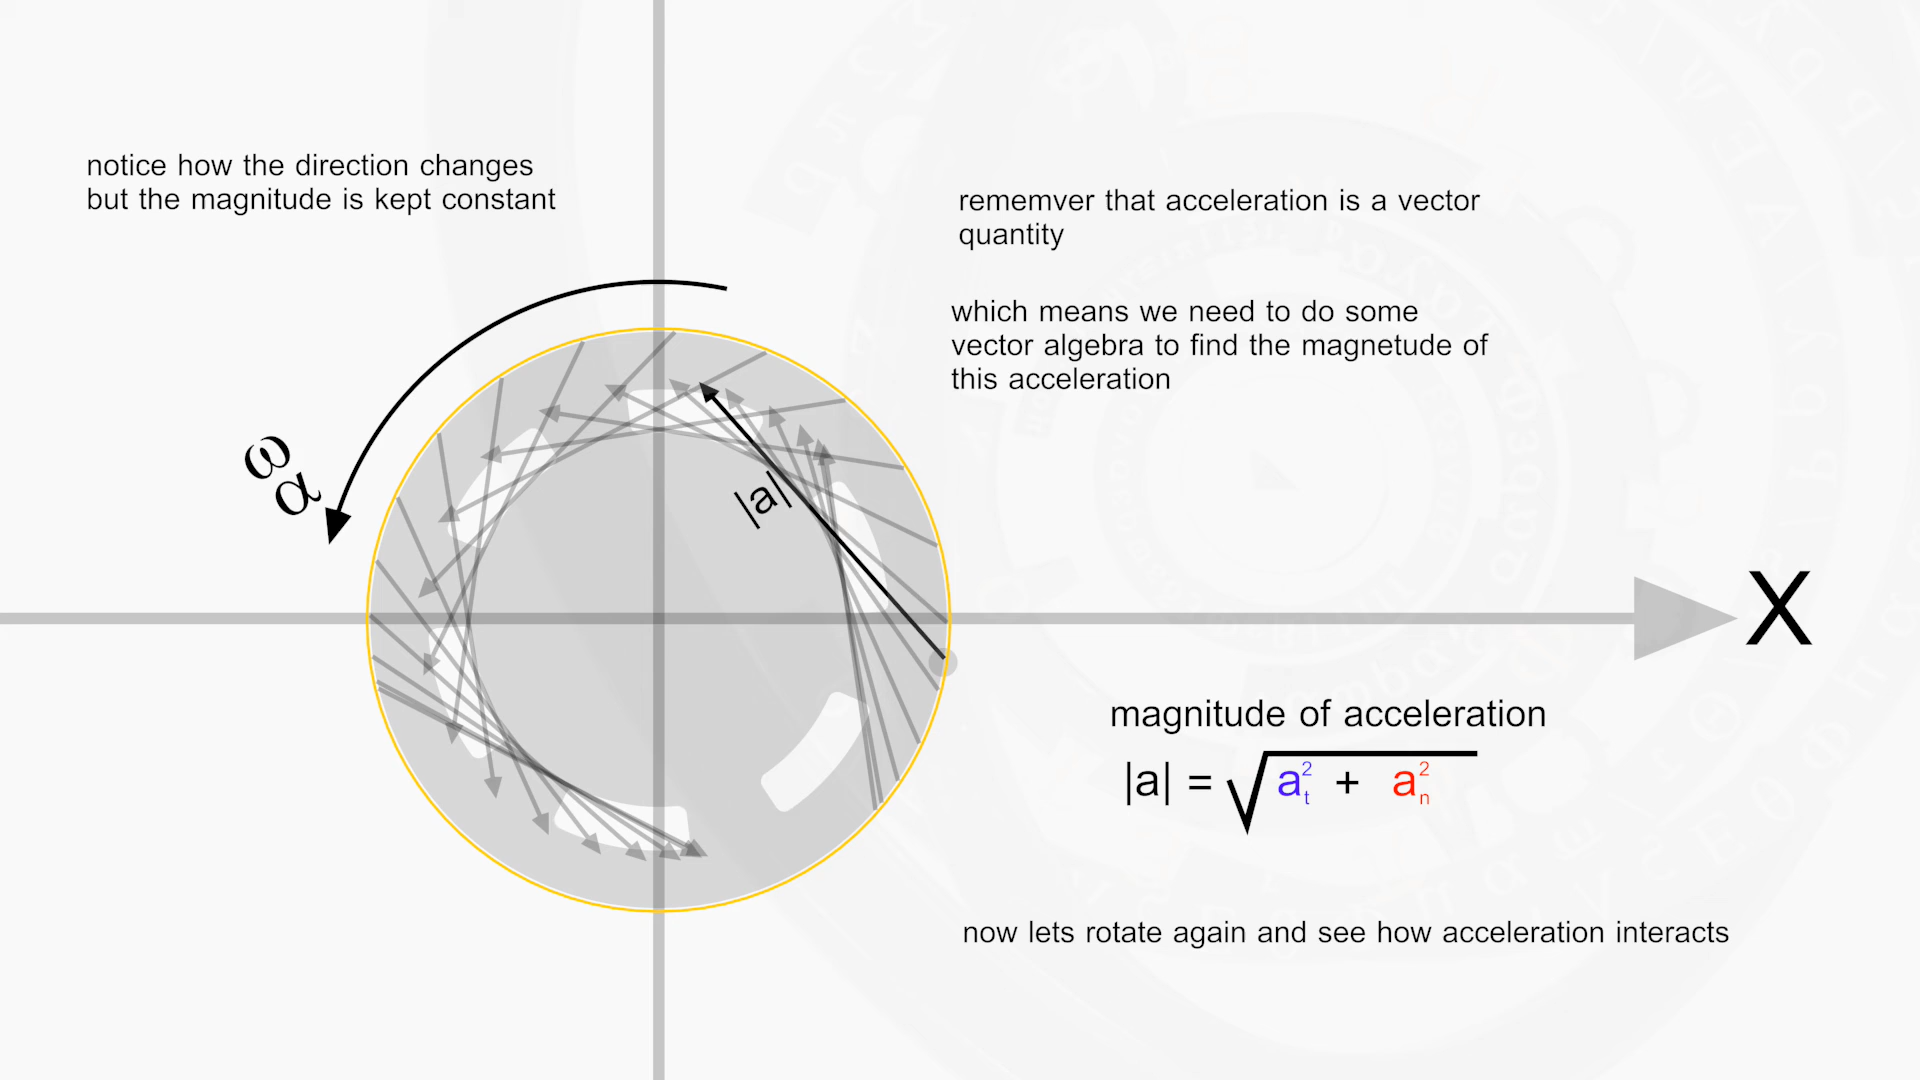 notice how the direction changes
but the magnitude is kept constant
rememver that acceleration is a vector
quantity
which means we need to do some
vector algebra to find the magnetude of
this acceleration
ω
α
|a|
X
magnitude of acceleration
|a| = √ a²ₜ + a²ₙ
now lets rotate again and see how acceleration interacts